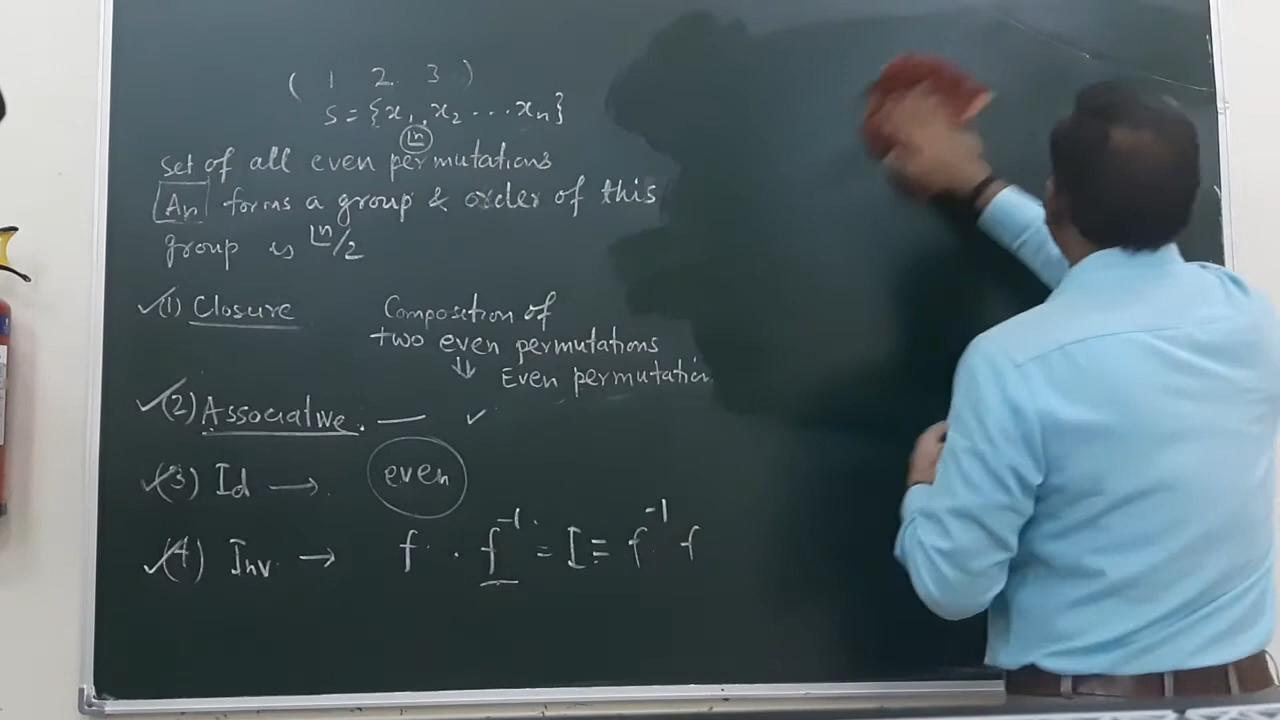 ( 1 2 3 )
S = {x₁, x₂ ... xₙ}
⌊n
set of all even permutations
Aₙ forms a group & order of this
group is ⌊n/2
✓(1) Closure
Composition of
two even permutations
⇓ Even permutation
✓(2) Associative. — ✓
✓(3) Id → even
✓(4) Inv. → f . f⁻¹ = I ≡ f⁻¹ f